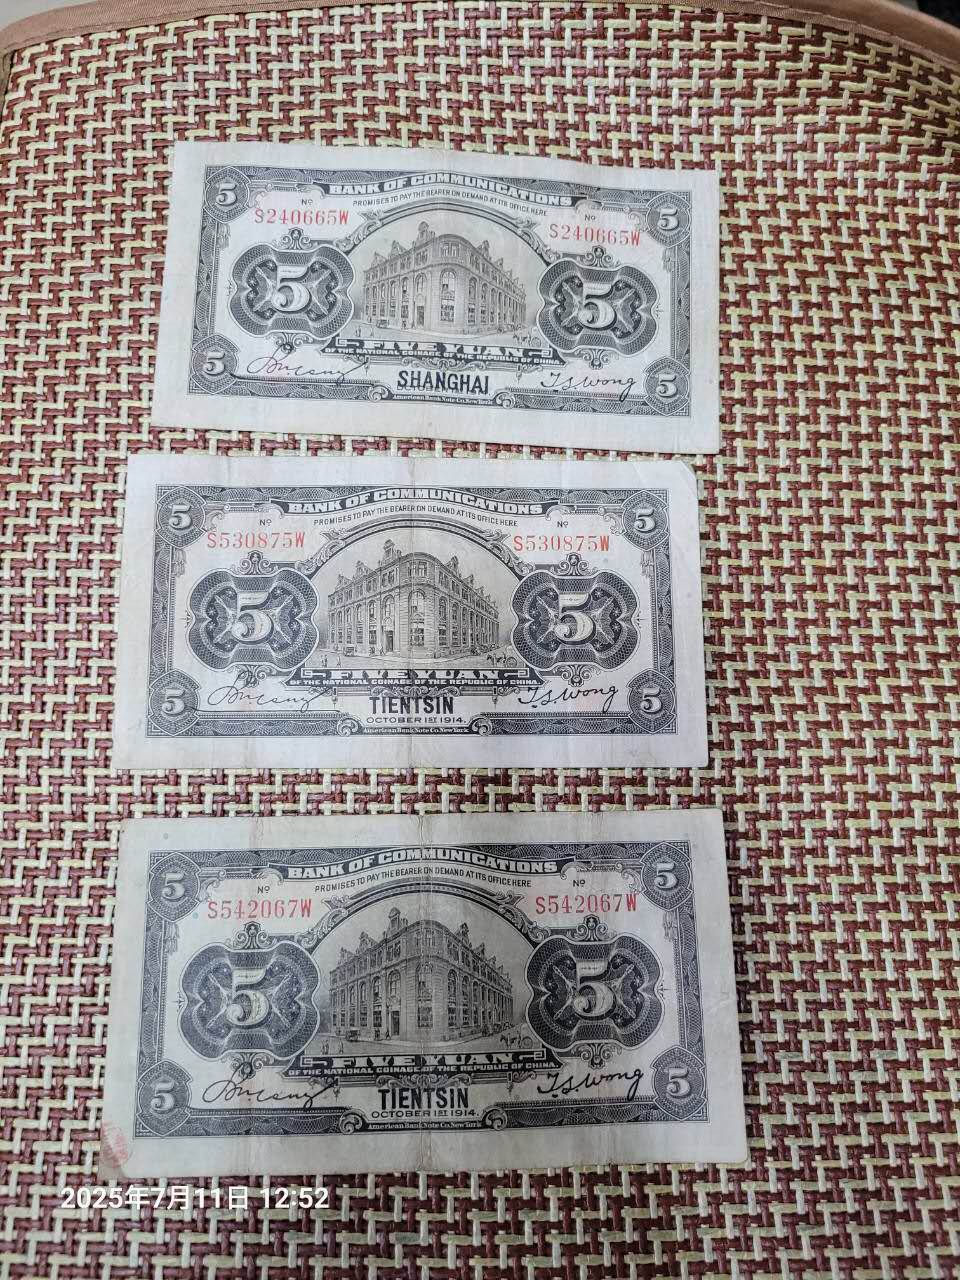 5 BANK OF COMMUNICATIONS 5
PROMISES TO PAY THE BEARER ON DEMAND AT ITS OFFICE HERE
Nº Nº
S240665W S240665W
5 5
FIVE YUAN
OF THE NATIONAL COINAGE OF THE REPUBLIC OF CHINA.
5 SHANGHAI T.S.Wong 5
American Bank Note Co. New York.
5 BANK OF COMMUNICATIONS 5
PROMISES TO PAY THE BEARER ON DEMAND AT ITS OFFICE HERE
Nº Nº
S530875W S530875W
5 5
FIVE YUAN
OF THE NATIONAL COINAGE OF THE REPUBLIC OF CHINA.
5 TIENTSIN T.S.Wong 5
OCTOBER 1ST 1914.
American Bank Note Co. New York.
5 BANK OF COMMUNICATIONS 5
PROMISES TO PAY THE BEARER ON DEMAND AT ITS OFFICE HERE
Nº Nº
S542067W S542067W
5 5
FIVE YUAN
OF THE NATIONAL COINAGE OF THE REPUBLIC OF CHINA.
5 TIENTSIN T.S.Wong 5
OCTOBER 1ST 1914.
American Bank Note Co. New York.
2025年7月11日 12:52